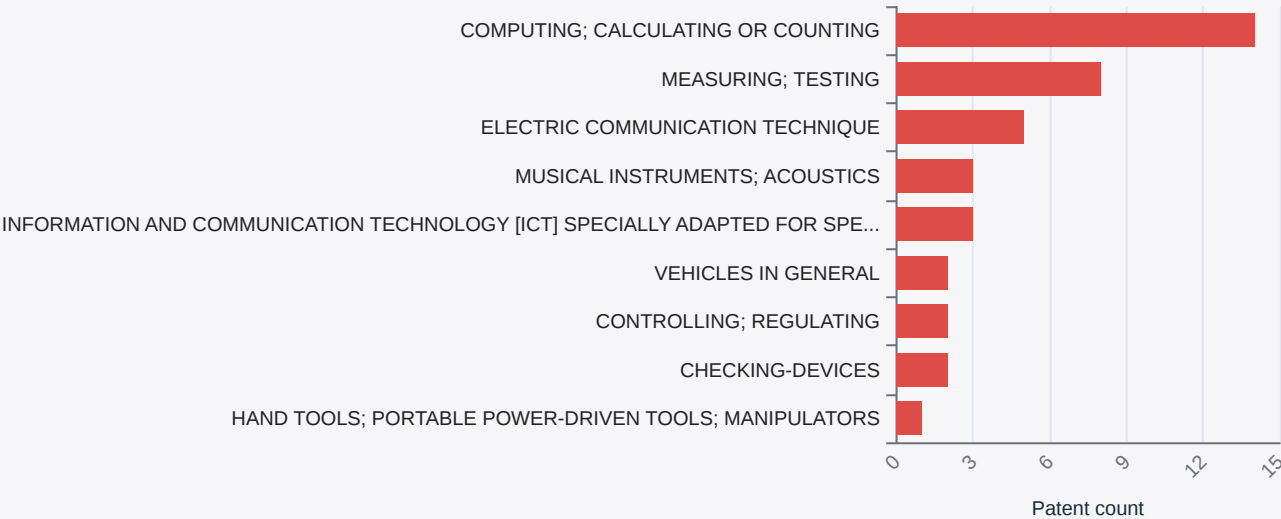 COMPUTING; CALCULATING OR COUNTING
MEASURING; TESTING
ELECTRIC COMMUNICATION TECHNIQUE
MUSICAL INSTRUMENTS; ACOUSTICS
INFORMATION AND COMMUNICATION TECHNOLOGY [ICT] SPECIALLY ADAPTED FOR SPE...
VEHICLES IN GENERAL
CONTROLLING; REGULATING
CHECKING-DEVICES
HAND TOOLS; PORTABLE POWER-DRIVEN TOOLS; MANIPULATORS
0 3 6 9 12 15
Patent count